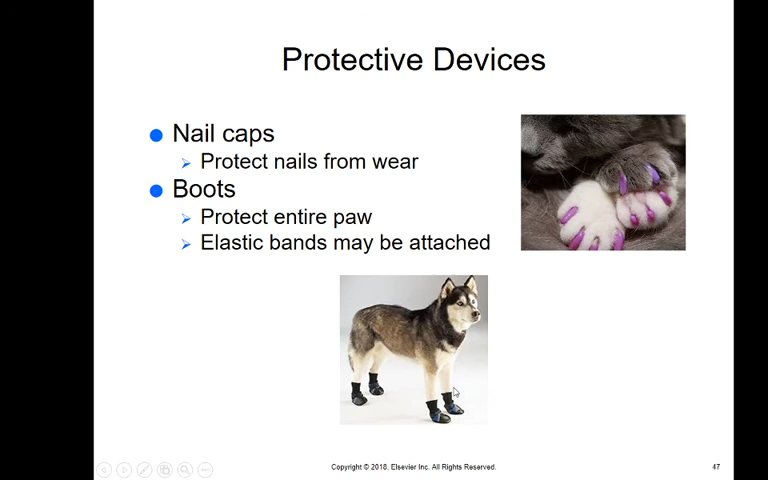 Protective Devices
Nail caps
Protect nails from wear
Boots
Protect entire paw
Elastic bands may be attached
Copyright © 2018, Elsevier Inc. All Rights Reserved.
47